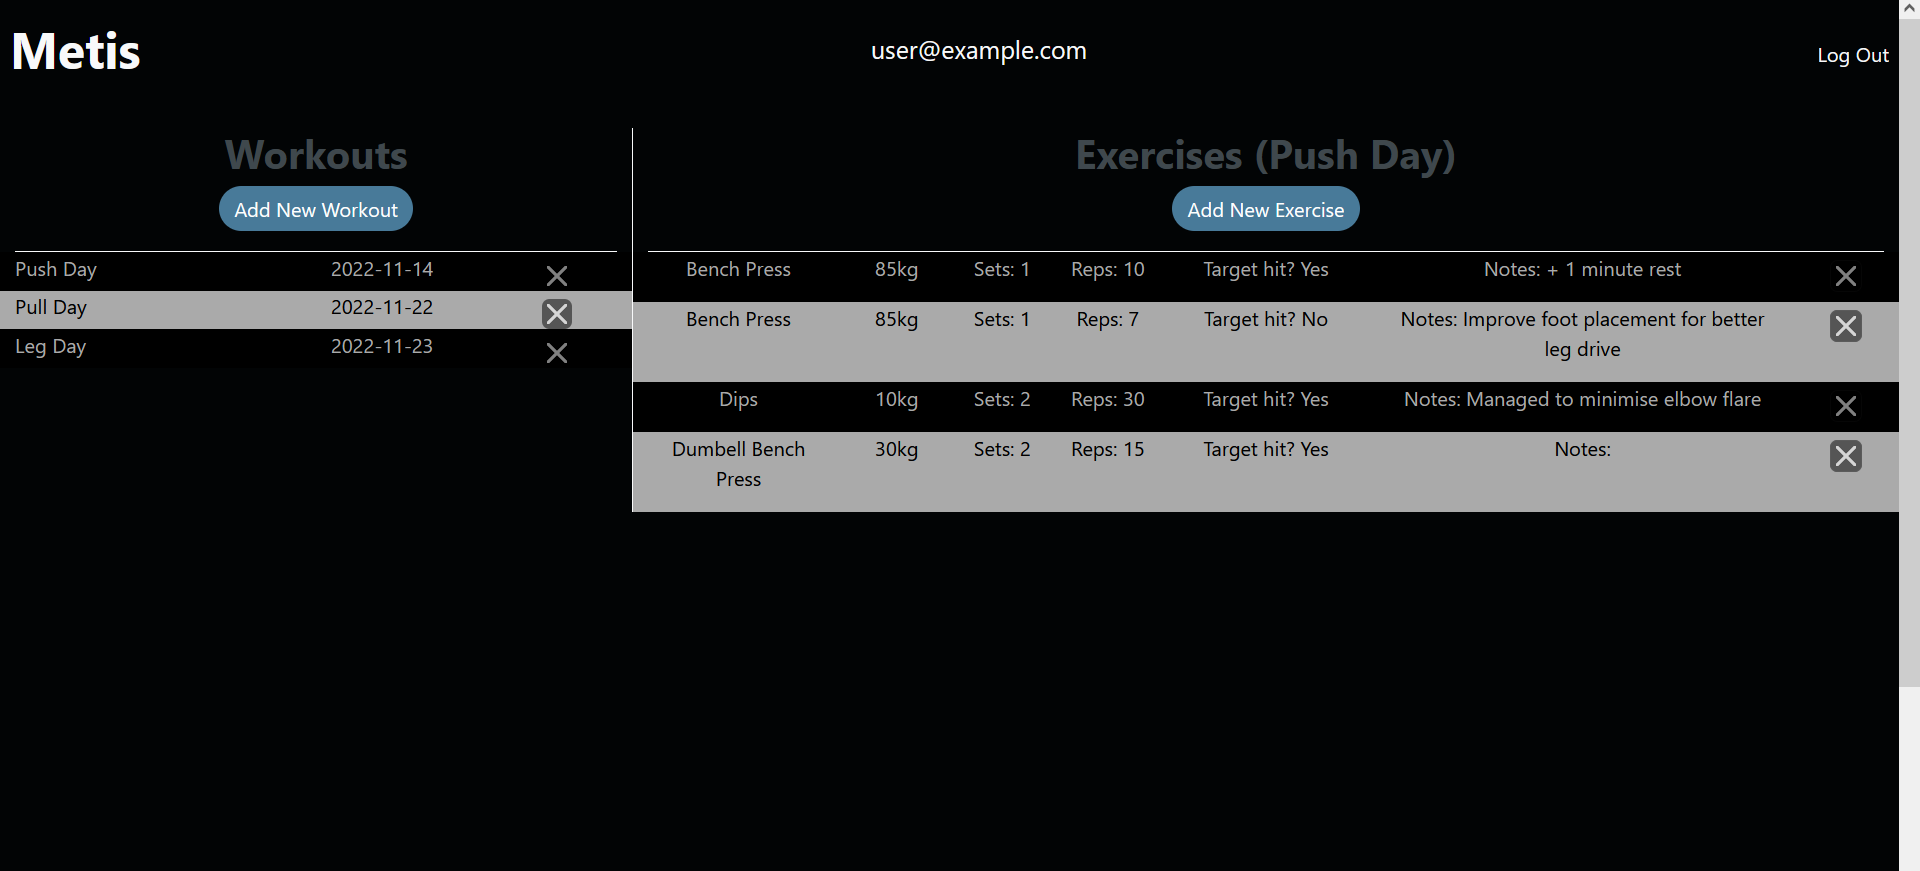 Metis
user@example.com
Log Out
Workouts
Add New Workout
Push Day 2022-11-14
Pull Day 2022-11-22
Leg Day 2022-11-23
Exercises (Push Day)
Add New Exercise
Bench Press 85kg Sets: 1 Reps: 10 Target hit? Yes Notes: + 1 minute rest
Bench Press 85kg Sets: 1 Reps: 7 Target hit? No Notes: Improve foot placement for better
leg drive
Dips 10kg Sets: 2 Reps: 30 Target hit? Yes Notes: Managed to minimise elbow flare
Dumbell Bench 30kg Sets: 2 Reps: 15 Target hit? Yes Notes:
Press